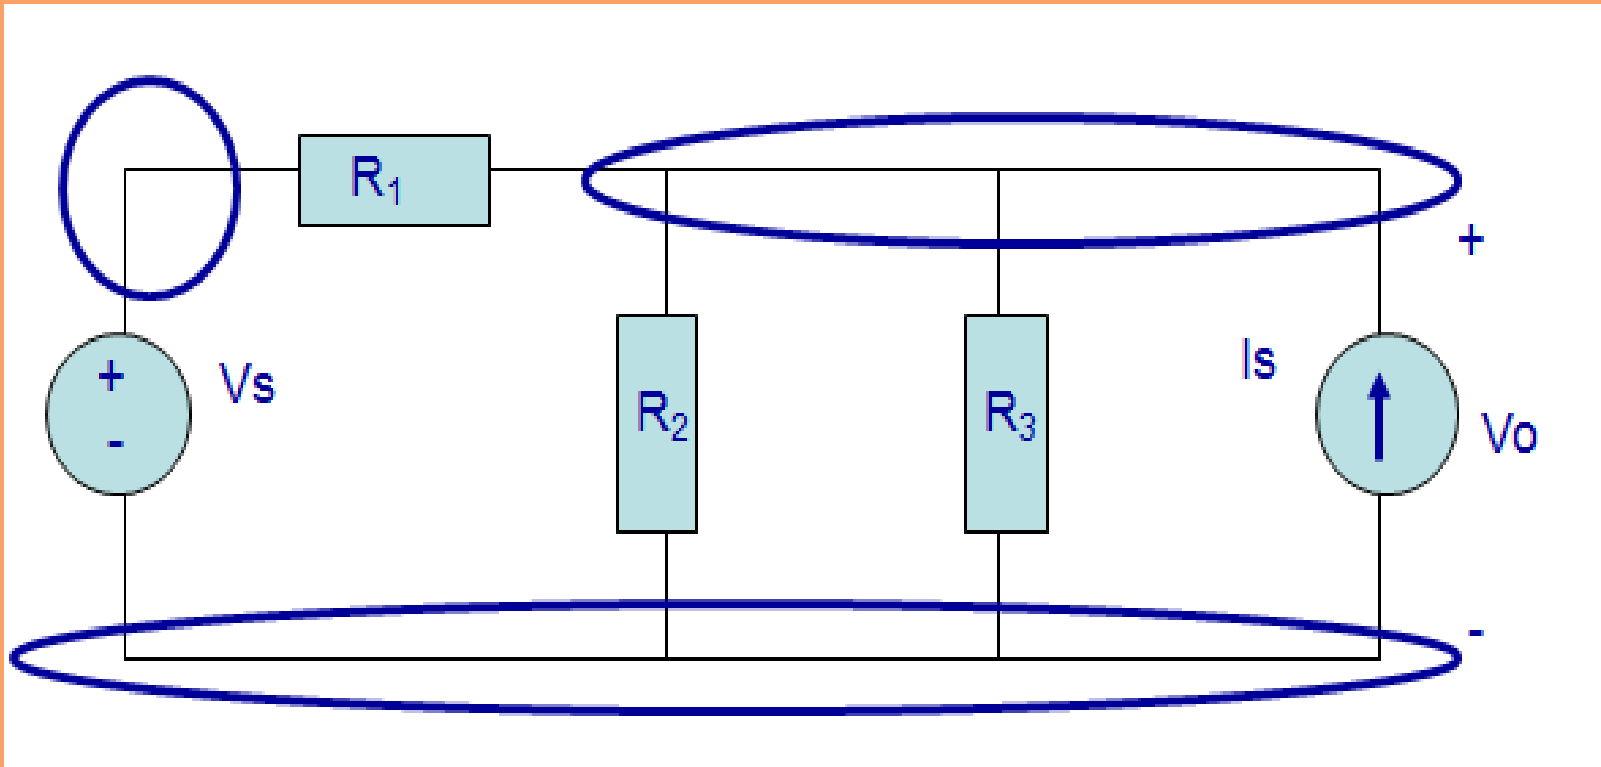 R1
+
+
-
Vs
Is
R2
R3
Vo
-